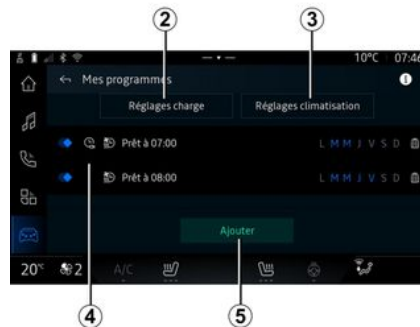 2 3
10°C 07:46
Mes programmes
Réglages charge Réglages climatisation
Prêt à 07:00 L M M J V S D
Prêt à 08:00 L M M J V S D
Ajouter
20° 2 A/C
4 5